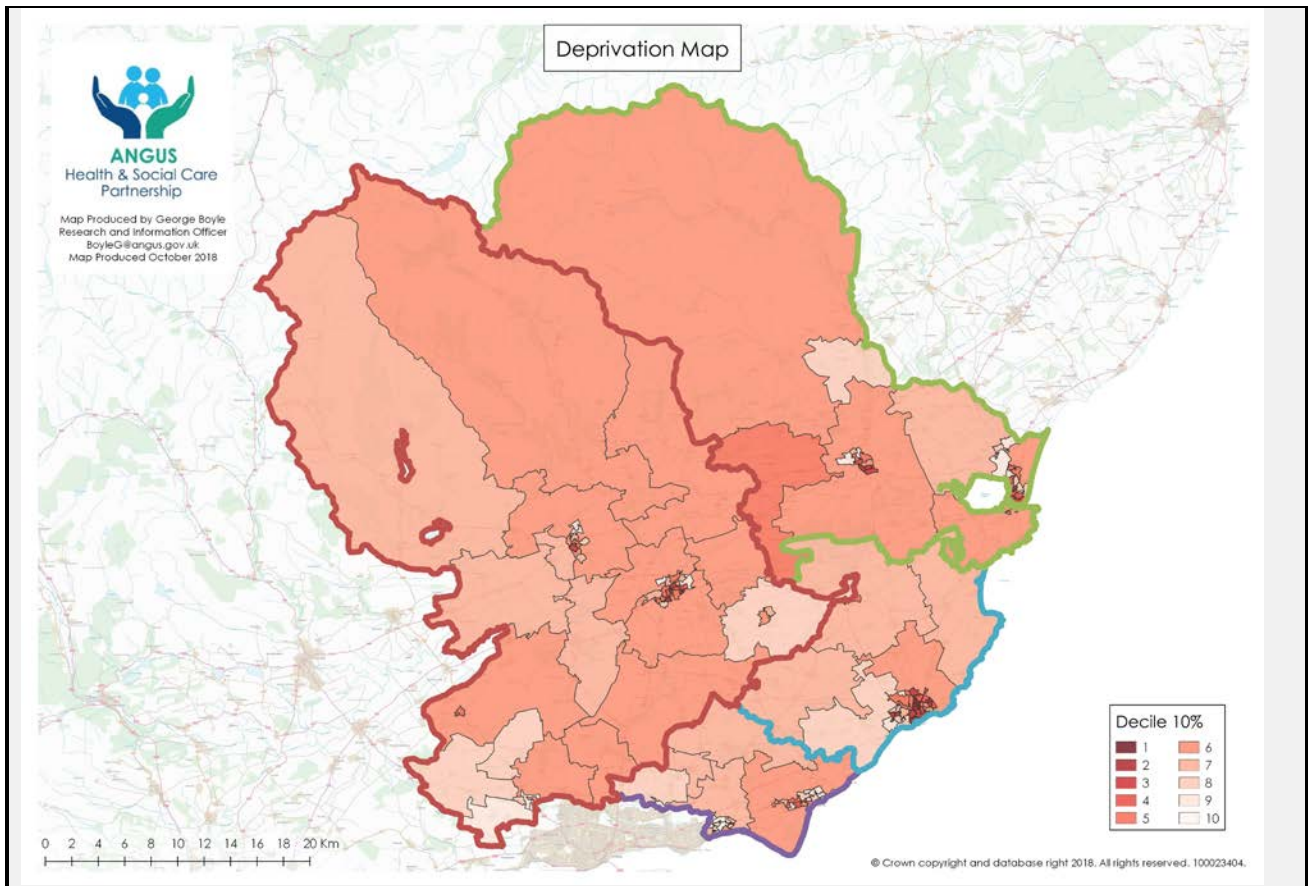 Deprivation Map
ANGUS
Health & Social Care
Partnership
Map Produced by George Boyle
Research and Information Officer
BoyleG@angus.gov.uk
Map Produced October 2018
Decile 10%
1 6
2 7
3 8
4 9
5 10
0 2 4 6 8 10 12 14 16 18 20 Km
© Crown copyright and database right 2018. All rights reserved. 100023404.